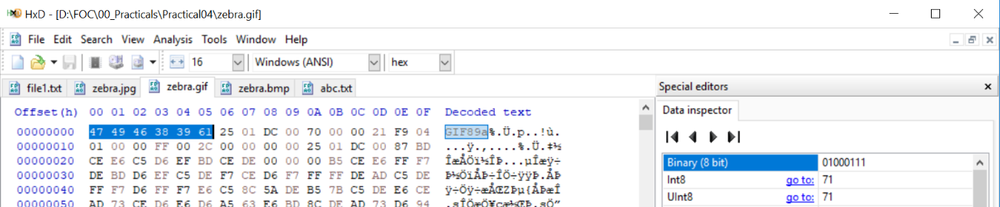 HxD - [D:\FOC\00_Practicals\Practical04\zebra.gif]
File Edit Search View Analysis Tools Window Help
16 Windows (ANSI) hex
file1.txt zebra.jpg zebra.gif zebra.bmp abc.txt Special editors
Offset(h) 00 01 02 03 04 05 06 07 08 09 0A 0B 0C 0D 0E 0F Decoded text Data inspector
00000000 47 49 46 38 39 61 25 01 DC 00 70 00 00 21 F9 04 GIF89a%.Ü.p..!ù.
00000010 01 00 00 FF 00 2C 00 00 00 00 25 01 DC 00 87 BD ...ÿ.,....%.Ü.‡½
00000020 CE E6 C5 D6 EF BD CE DE 00 00 00 B5 CE E6 FF F7 ÎæÅÖï½ÎÞ...µÎæÿ÷
Binary (8 bit) 01000111
00000030 DE BD D6 EF C5 DE F7 CE D6 F7 FF FF DE AD C5 DE Þ½ÖïÅÞ÷ÎÖ÷ÿÿÞ.ÅÞ
Int8 go to: 71
00000040 FF F7 D6 FF F7 E6 C5 8C 5A DE B5 7B C5 DE E6 CE ÿ÷Öÿ÷æÅŒZÞµ{ÅÞæÎ
UInt8 go to: 71
00000050 AD 73 CE D6 E6 D6 A5 63 E6 BD 8C DE AD 73 D6 94 .sÎÖæÖ¥cæ½ŒÞ.sÖ”